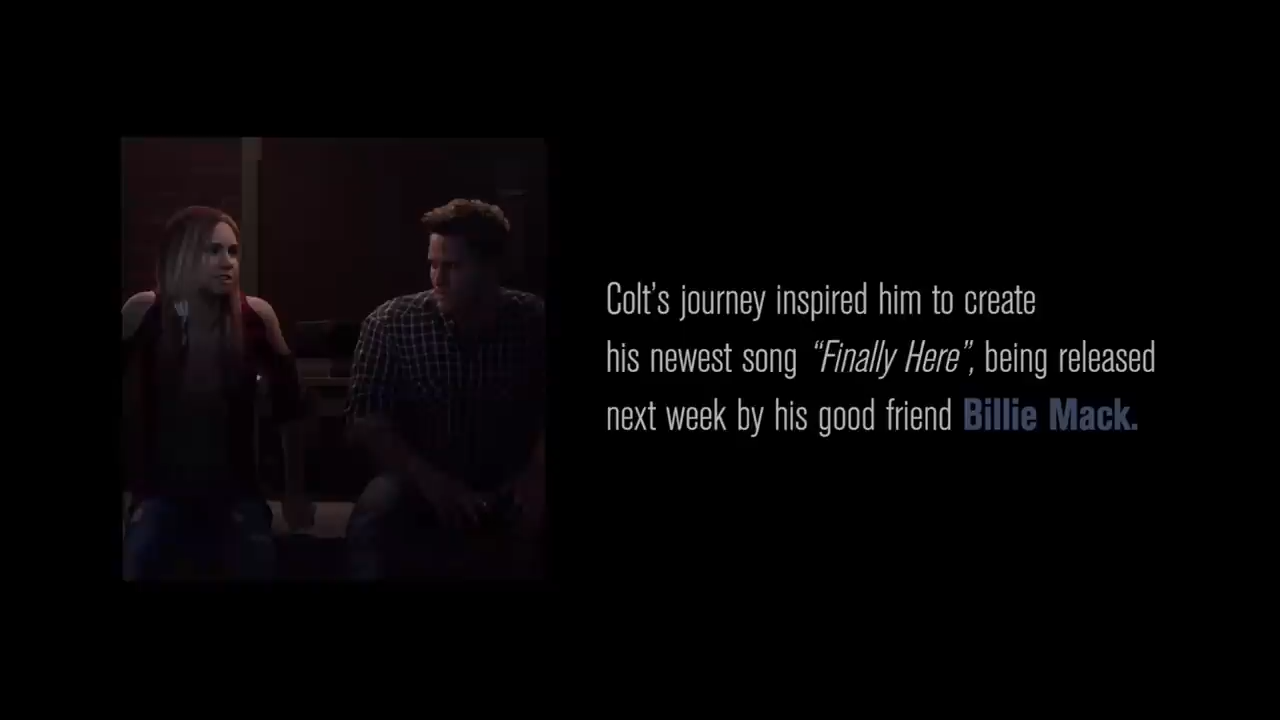 Colt's journey inspired him to create
his newest song “Finally Here”, being released
next week by his good friend Billie Mack.